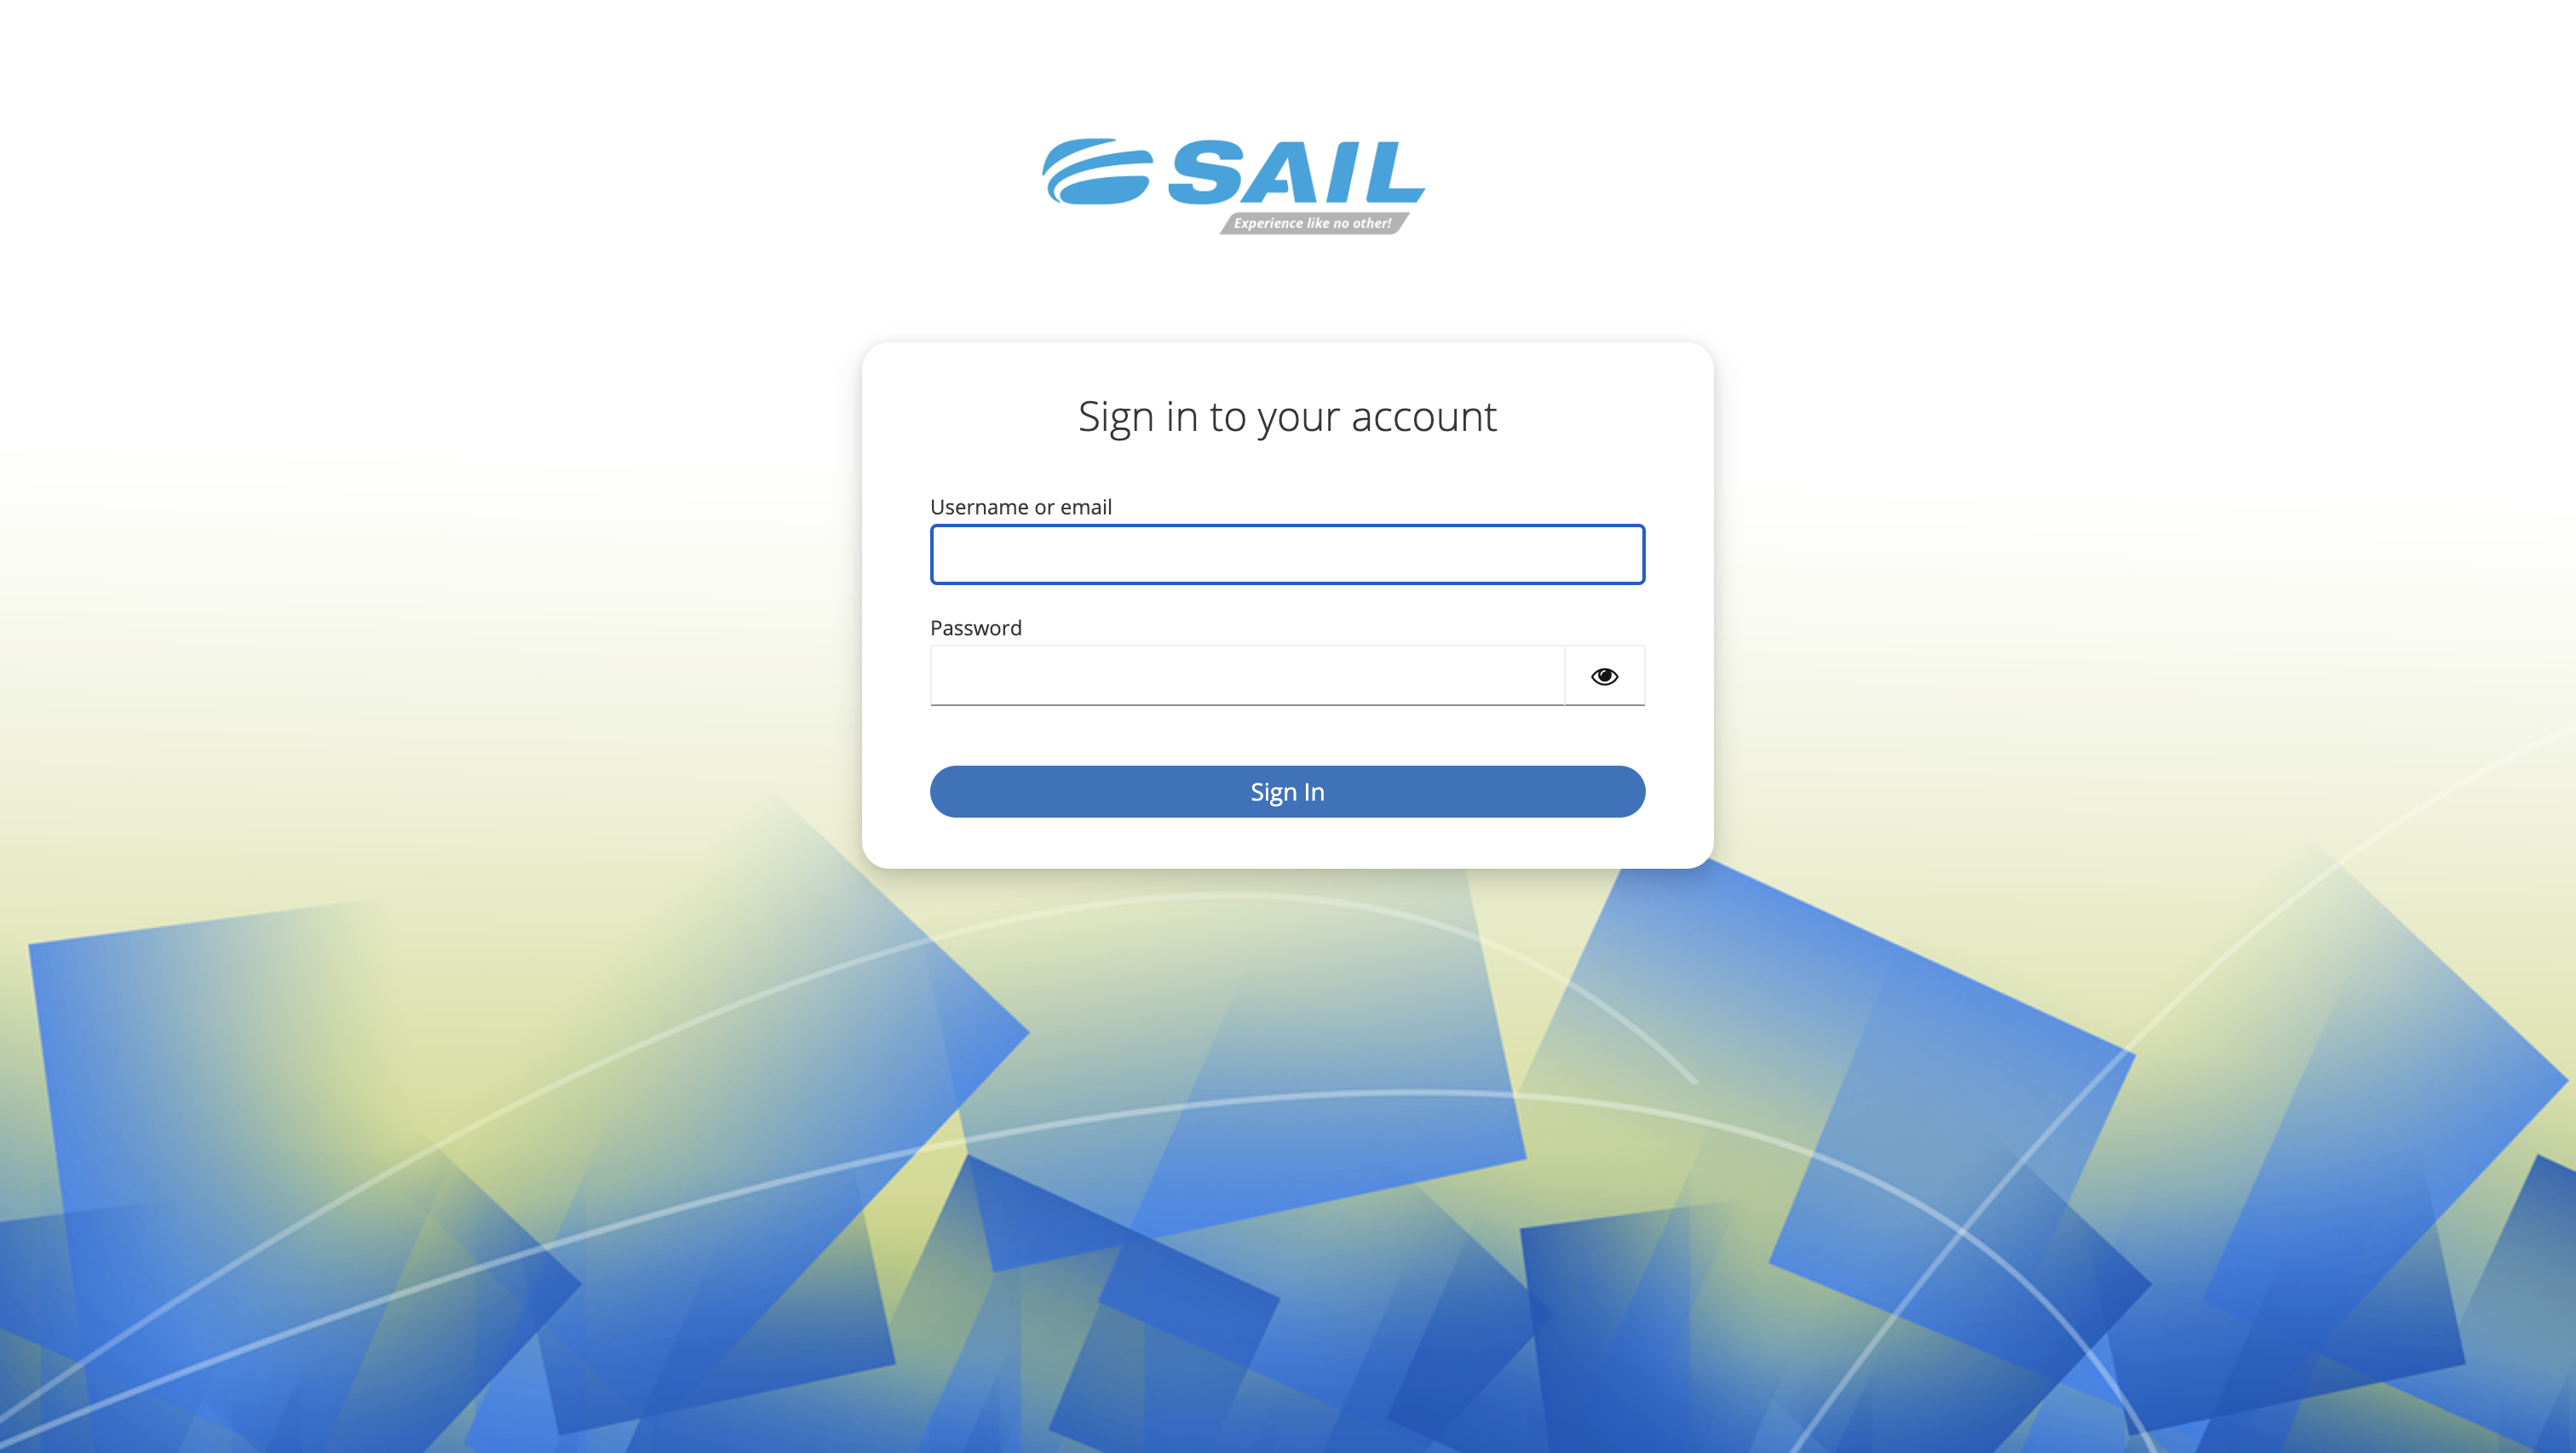 SAIL
Experience like no other!
Sign in to your account
Username or email
Password
Sign In